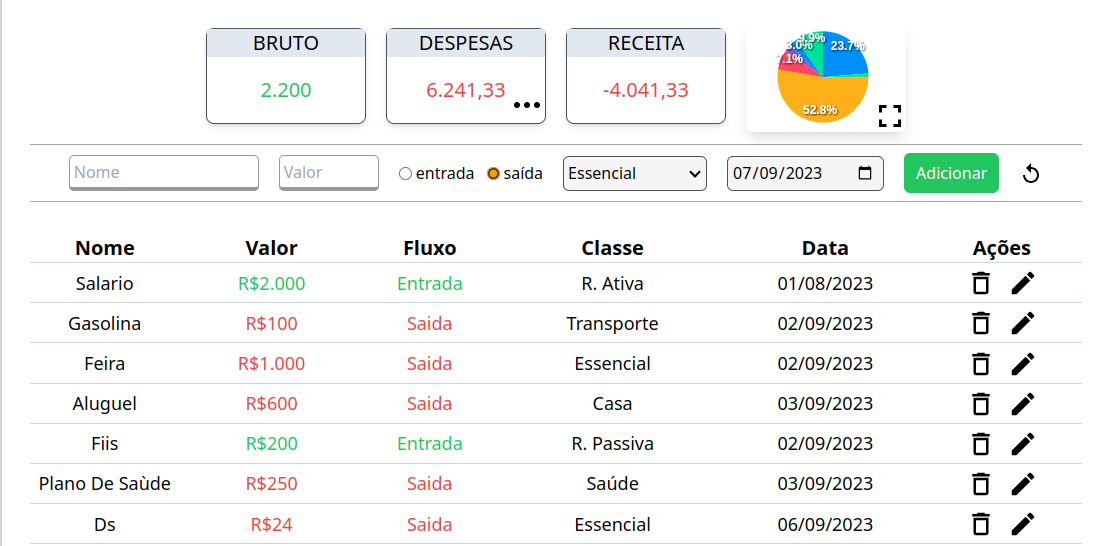 BRUTO DESPESAS RECEITA
2.200 6.241,33 -4.041,33
9.9% 3.0% 23.7%
7.1%
52.8%
Nome Valor entrada saída Essencial 07/09/2023 Adicionar
Nome Valor Fluxo Classe Data Ações
Salario R$2.000 Entrada R. Ativa 01/08/2023
Gasolina R$100 Saida Transporte 02/09/2023
Feira R$1.000 Saida Essencial 02/09/2023
Aluguel R$600 Saida Casa 03/09/2023
Fiis R$200 Entrada R. Passiva 02/09/2023
Plano De Saùde R$250 Saida Saúde 03/09/2023
Ds R$24 Saida Essencial 06/09/2023